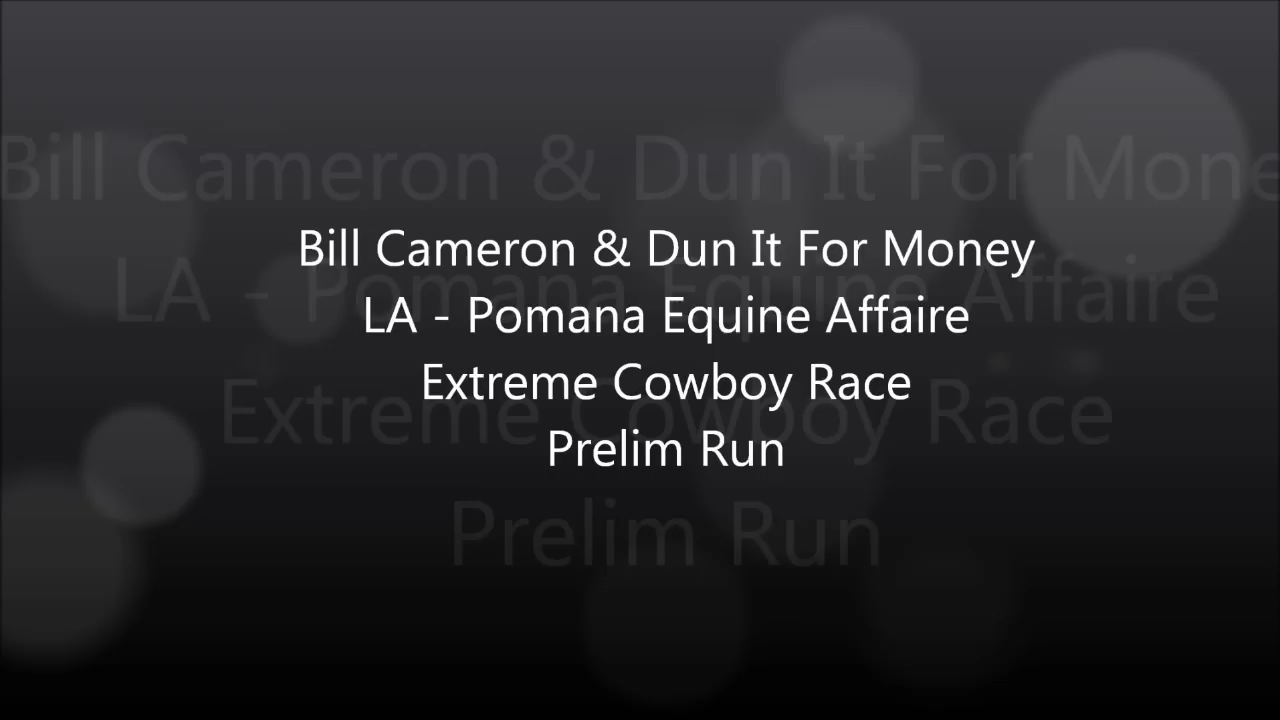 Bill Cameron & Dun It For Money
LA - Pomana Equine Affaire
Extreme Cowboy Race
Prelim Run